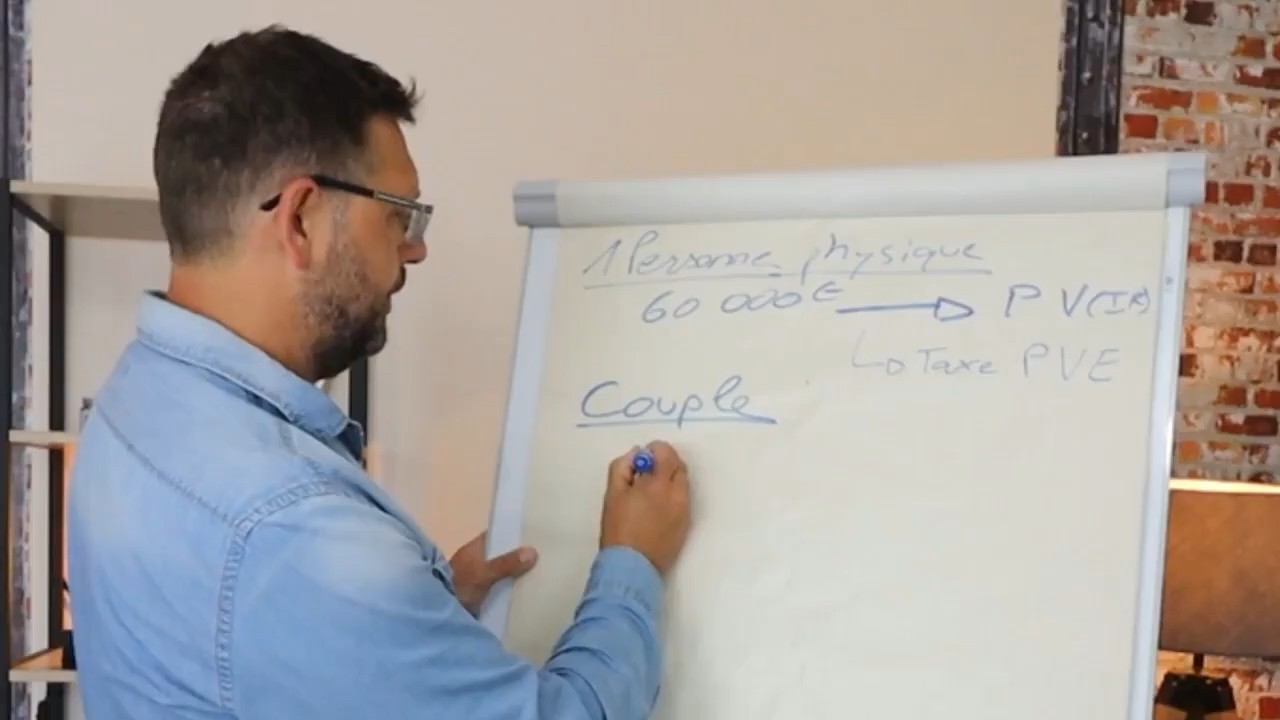 1 Personne physique
60 000€ → PV(IR)
↳ Taxe PVE
Couple